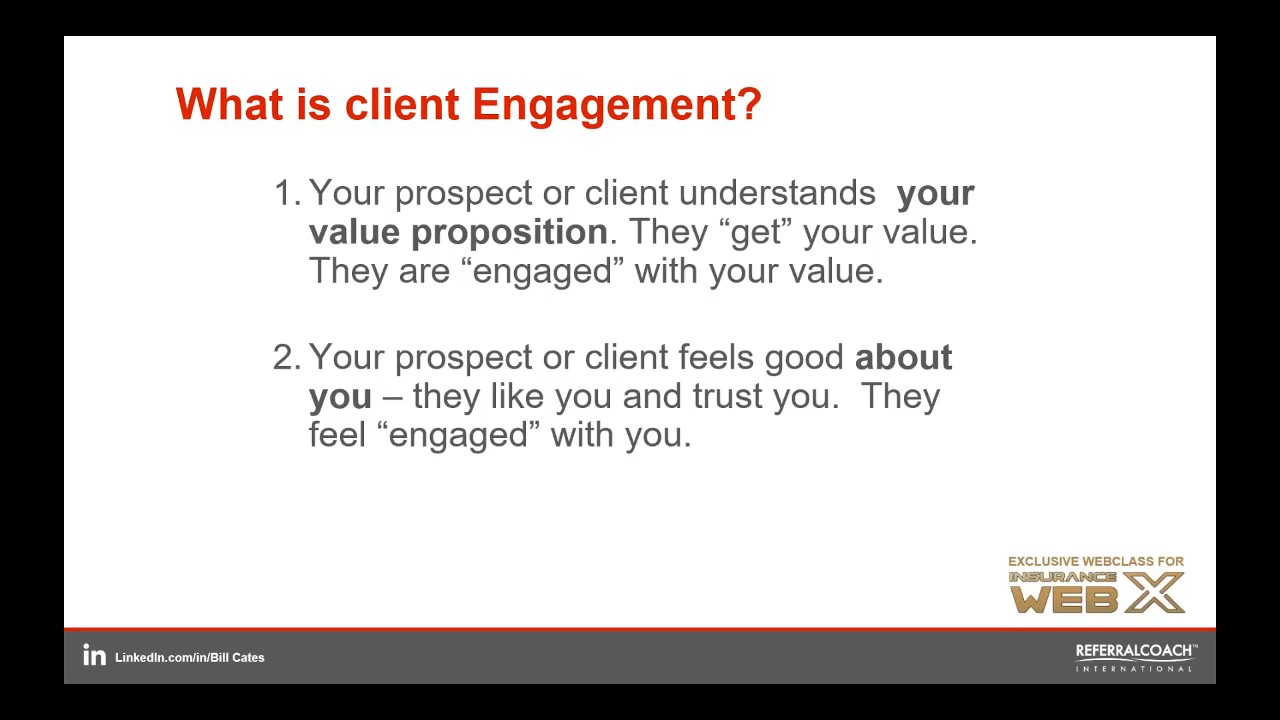 What is client Engagement?
1. Your prospect or client understands  your
value proposition. They “get” your value.
They are “engaged” with your value.
2. Your prospect or client feels good about
you – they like you and trust you.  They
feel “engaged” with you.
EXCLUSIVE WEBCLASS FOR
INSURANCE
WEB X
in LinkedIn.com/in/Bill Cates
REFERRALCOACH™
INTERNATIONAL